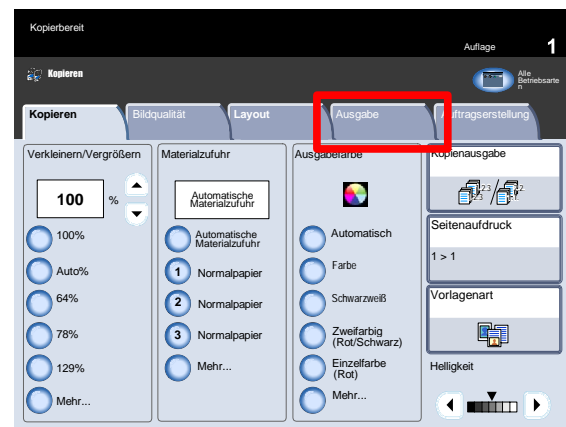 Kopierbereit
Auflage 1
Kopieren
Alle
Betriebsarte
n
Kopieren Bildqualität Layout Ausgabe Auftragserstellung
Verkleinern/Vergrößern
100 %
100%
Auto%
64%
78%
129%
Mehr...
Materialzufuhr
Automatische
Materialzufuhr
Automatische
Materialzufuhr
1 Normalpapier
2 Normalpapier
3 Normalpapier
Mehr...
Ausgabefarbe
Automatisch
Farbe
Schwarzweiß
Zweifarbig
(Rot/Schwarz)
Einzelfarbe
(Rot)
Mehr...
Kopienausgabe
Seitenaufdruck
1 > 1
Vorlagenart
Helligkeit